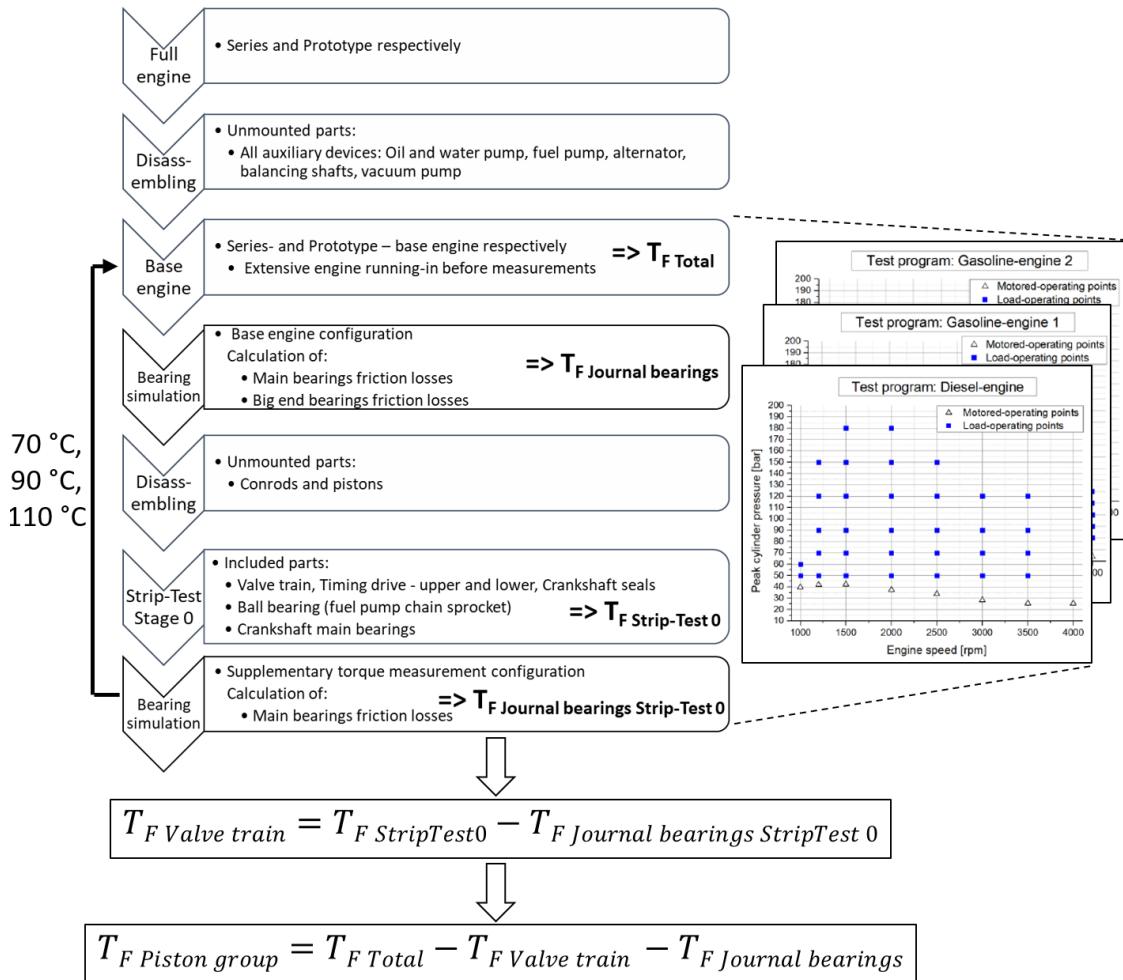 Full
engine
• Series and Prototype respectively
Disass-
embling
• Unmounted parts:
• All auxiliary devices: Oil and water pump, fuel pump, alternator,
balancing shafts, vacuum pump
Base
engine
• Series- and Prototype – base engine respectively
• Extensive engine running-in before measurements
=> T F Total
Bearing
simulation
• Base engine configuration
Calculation of:
• Main bearings friction losses
• Big end bearings friction losses
=> T F Journal bearings
70 °C,
90 °C,
110 °C
Disass-
embling
• Unmounted parts:
• Conrods and pistons
Strip-Test
Stage 0
• Included parts:
• Valve train, Timing drive - upper and lower, Crankshaft seals
• Ball bearing (fuel pump chain sprocket)
• Crankshaft main bearings
=> T F Strip-Test 0
Bearing
simulation
• Supplementary torque measurement configuration
Calculation of:
• Main bearings friction losses
=> T F Journal bearings Strip-Test 0
Test program: Gasoline-engine 2
200
190
180
△ Motored-operating points
■ Load-operating points
Test program: Gasoline-engine 1
200
190
180
△ Motored-operating points
■ Load-operating points
Test program: Diesel-engine
△ Motored-operating points
■ Load-operating points
Peak cylinder pressure [bar]
200
190
180
170
160
150
140
130
120
110
100
90
80
70
60
50
40
30
20
10
1000 1500 2000 2500 3000 3500 4000
Engine speed [rpm]
T F Valve train = T F StripTest0 − T F Journal bearings StripTest 0
T F Piston group = T F Total − T F Valve train − T F Journal bearings